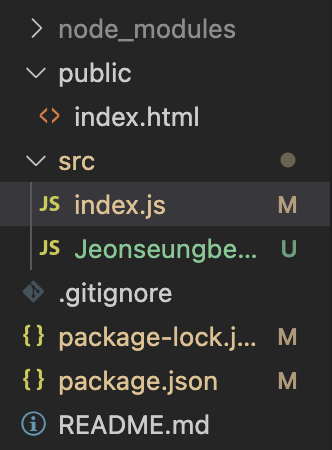 node_modules
public
<> index.html
src
JS index.js M
JS Jeonseungbe... U
.gitignore
{} package-lock.j... M
{} package.json M
README.md